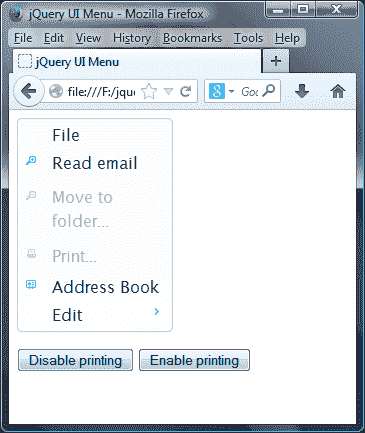 jQuery UI Menu - Mozilla Firefox
File Edit View History Bookmarks Tools Help
jQuery UI Menu
file:///F:/jque
Goo
File
Read email
Move to
folder...
Print...
Address Book
Edit
Disable printing Enable printing